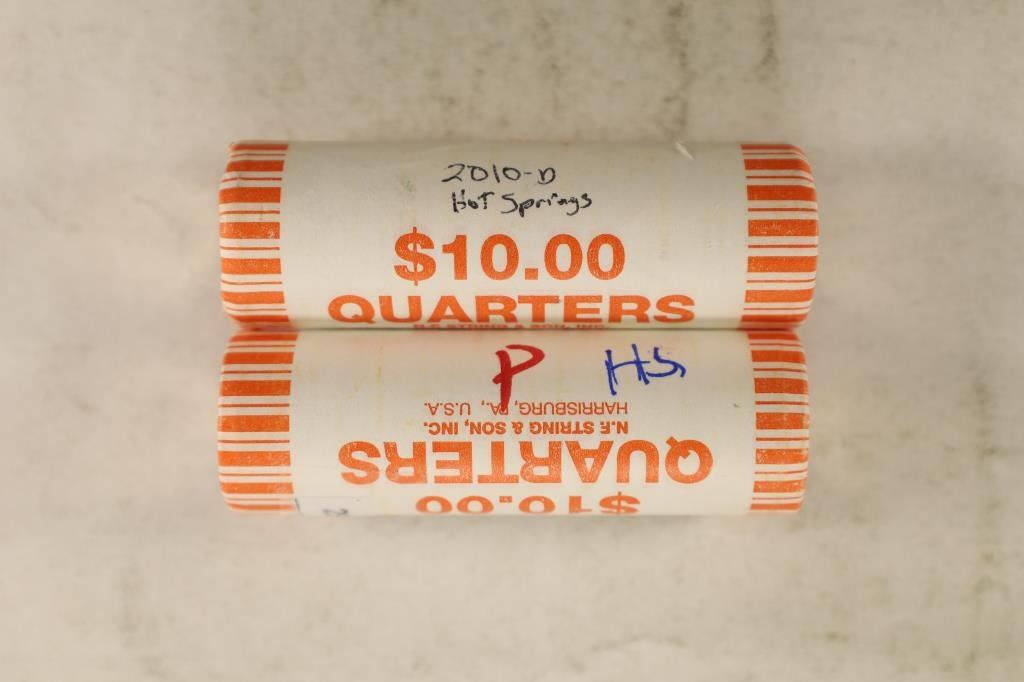 2010-D
Hot Springs
$10.00
QUARTERS
N.F. STRING & SON, INC.
P HS
HARRISBURG, PA., U.S.A.
N.F. STRING & SON, INC.
QUARTERS
$10.00